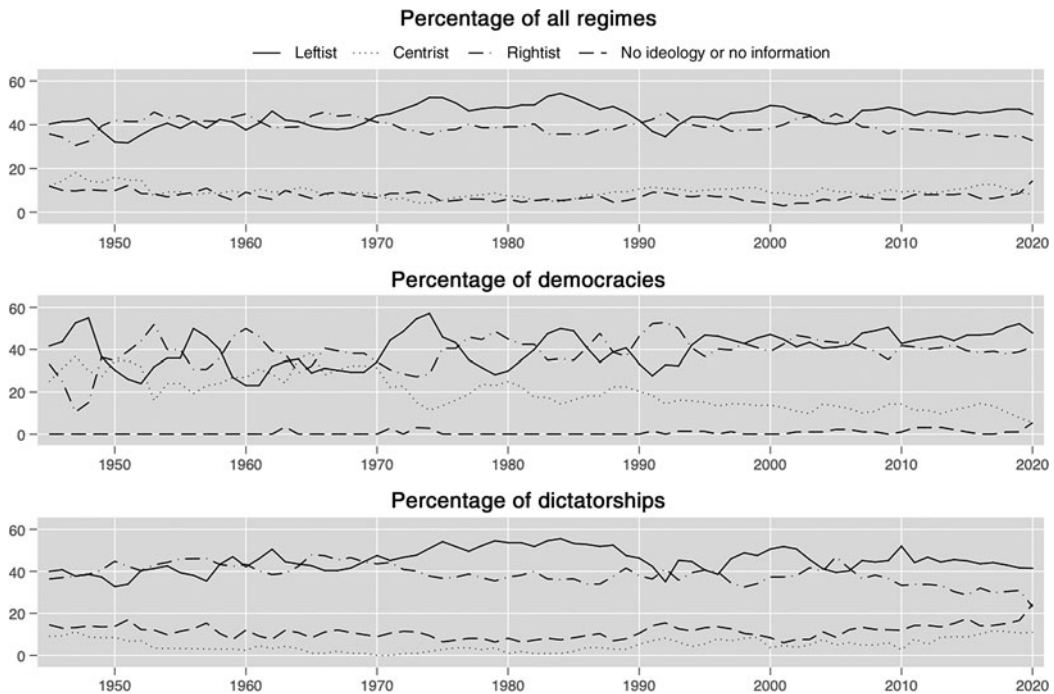 Percentage of all regimes
Leftist Centrist Rightist No ideology or no information
60
40
20
0
1950 1960 1970 1980 1990 2000 2010 2020
Percentage of democracies
60
40
20
0
1950 1960 1970 1980 1990 2000 2010 2020
Percentage of dictatorships
60
40
20
0
1950 1960 1970 1980 1990 2000 2010 2020